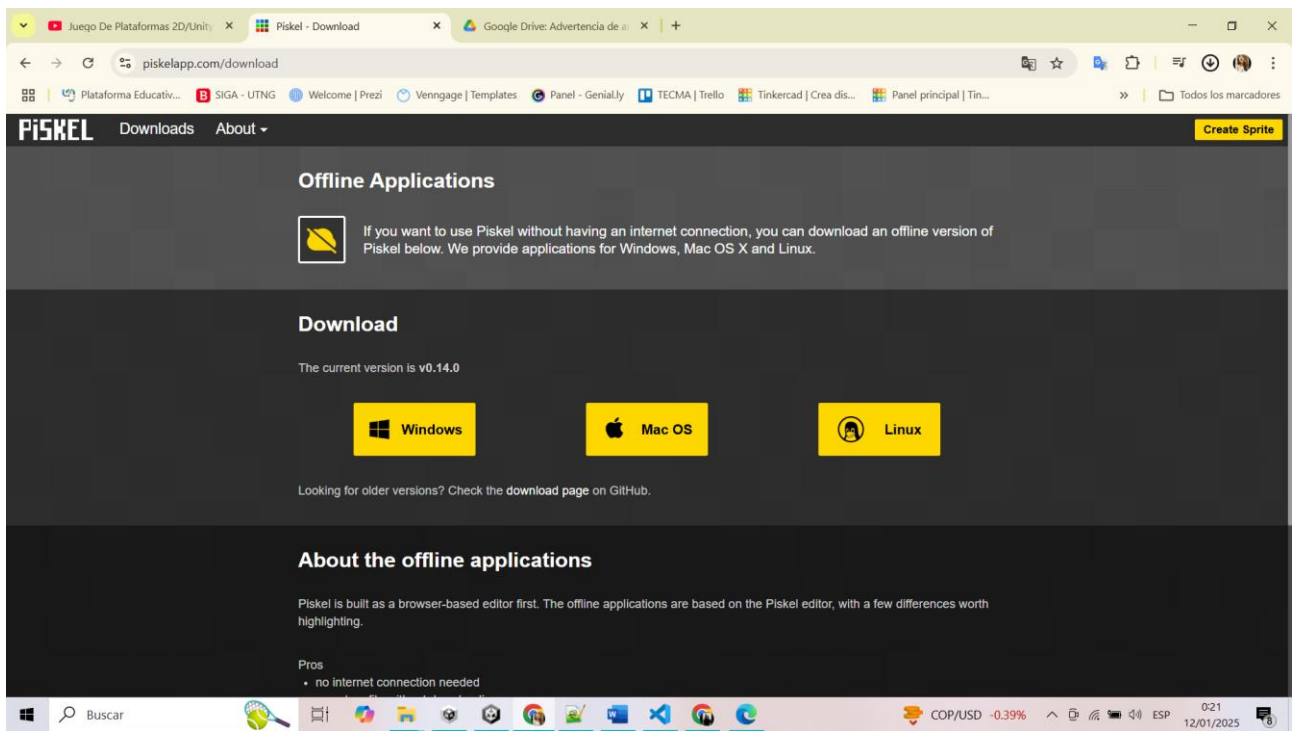 Juego De Plataformas 2D/Unity
Piskel - Download
Google Drive: Advertencia de a
piskelapp.com/download
Plataforma Educativ...
SIGA - UTNG
Welcome | Prezi
Venngage | Templates
Panel - Genial.ly
TECMA | Trello
Tinkercad | Crea dis...
Panel principal | Tin...
Todos los marcadores
PiSKEL
Downloads
About
Create Sprite
Offline Applications
If you want to use Piskel without having an internet connection, you can download an offline version of
Piskel below. We provide applications for Windows, Mac OS X and Linux.
Download
The current version is v0.14.0
Windows
Mac OS
Linux
Looking for older versions? Check the download page on GitHub.
About the offline applications
Piskel is built as a browser-based editor first. The offline applications are based on the Piskel editor, with a few differences worth
highlighting.
Pros
• no internet connection needed
Buscar
COP/USD -0.39%
ESP
0:21
12/01/2025
8